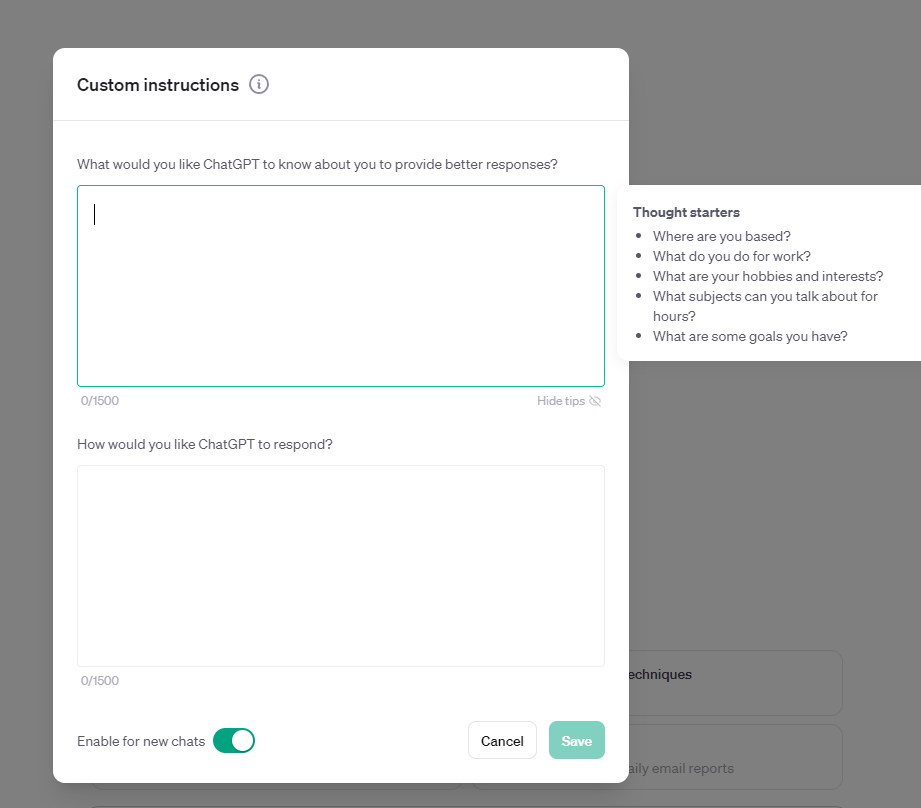 Custom instructions
What would you like ChatGPT to know about you to provide better responses?
Thought starters
Where are you based?
What do you do for work?
What are your hobbies and interests?
What subjects can you talk about for
hours?
What are some goals you have?
0/1500
Hide tips
How would you like ChatGPT to respond?
0/1500
echniques
Enable for new chats
Cancel
Save
aily email reports